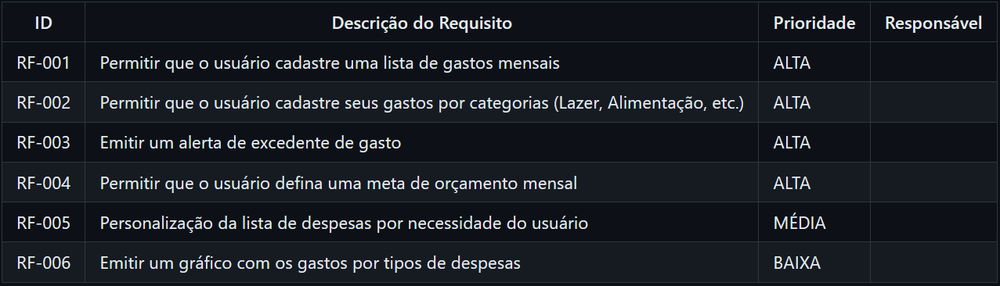 ID Descrição do Requisito Prioridade Responsável
RF-001 Permitir que o usuário cadastre uma lista de gastos mensais ALTA
RF-002 Permitir que o usuário cadastre seus gastos por categorias (Lazer, Alimentação, etc.) ALTA
RF-003 Emitir um alerta de excedente de gasto ALTA
RF-004 Permitir que o usuário defina uma meta de orçamento mensal ALTA
RF-005 Personalização da lista de despesas por necessidade do usuário MÉDIA
RF-006 Emitir um gráfico com os gastos por tipos de despesas BAIXA